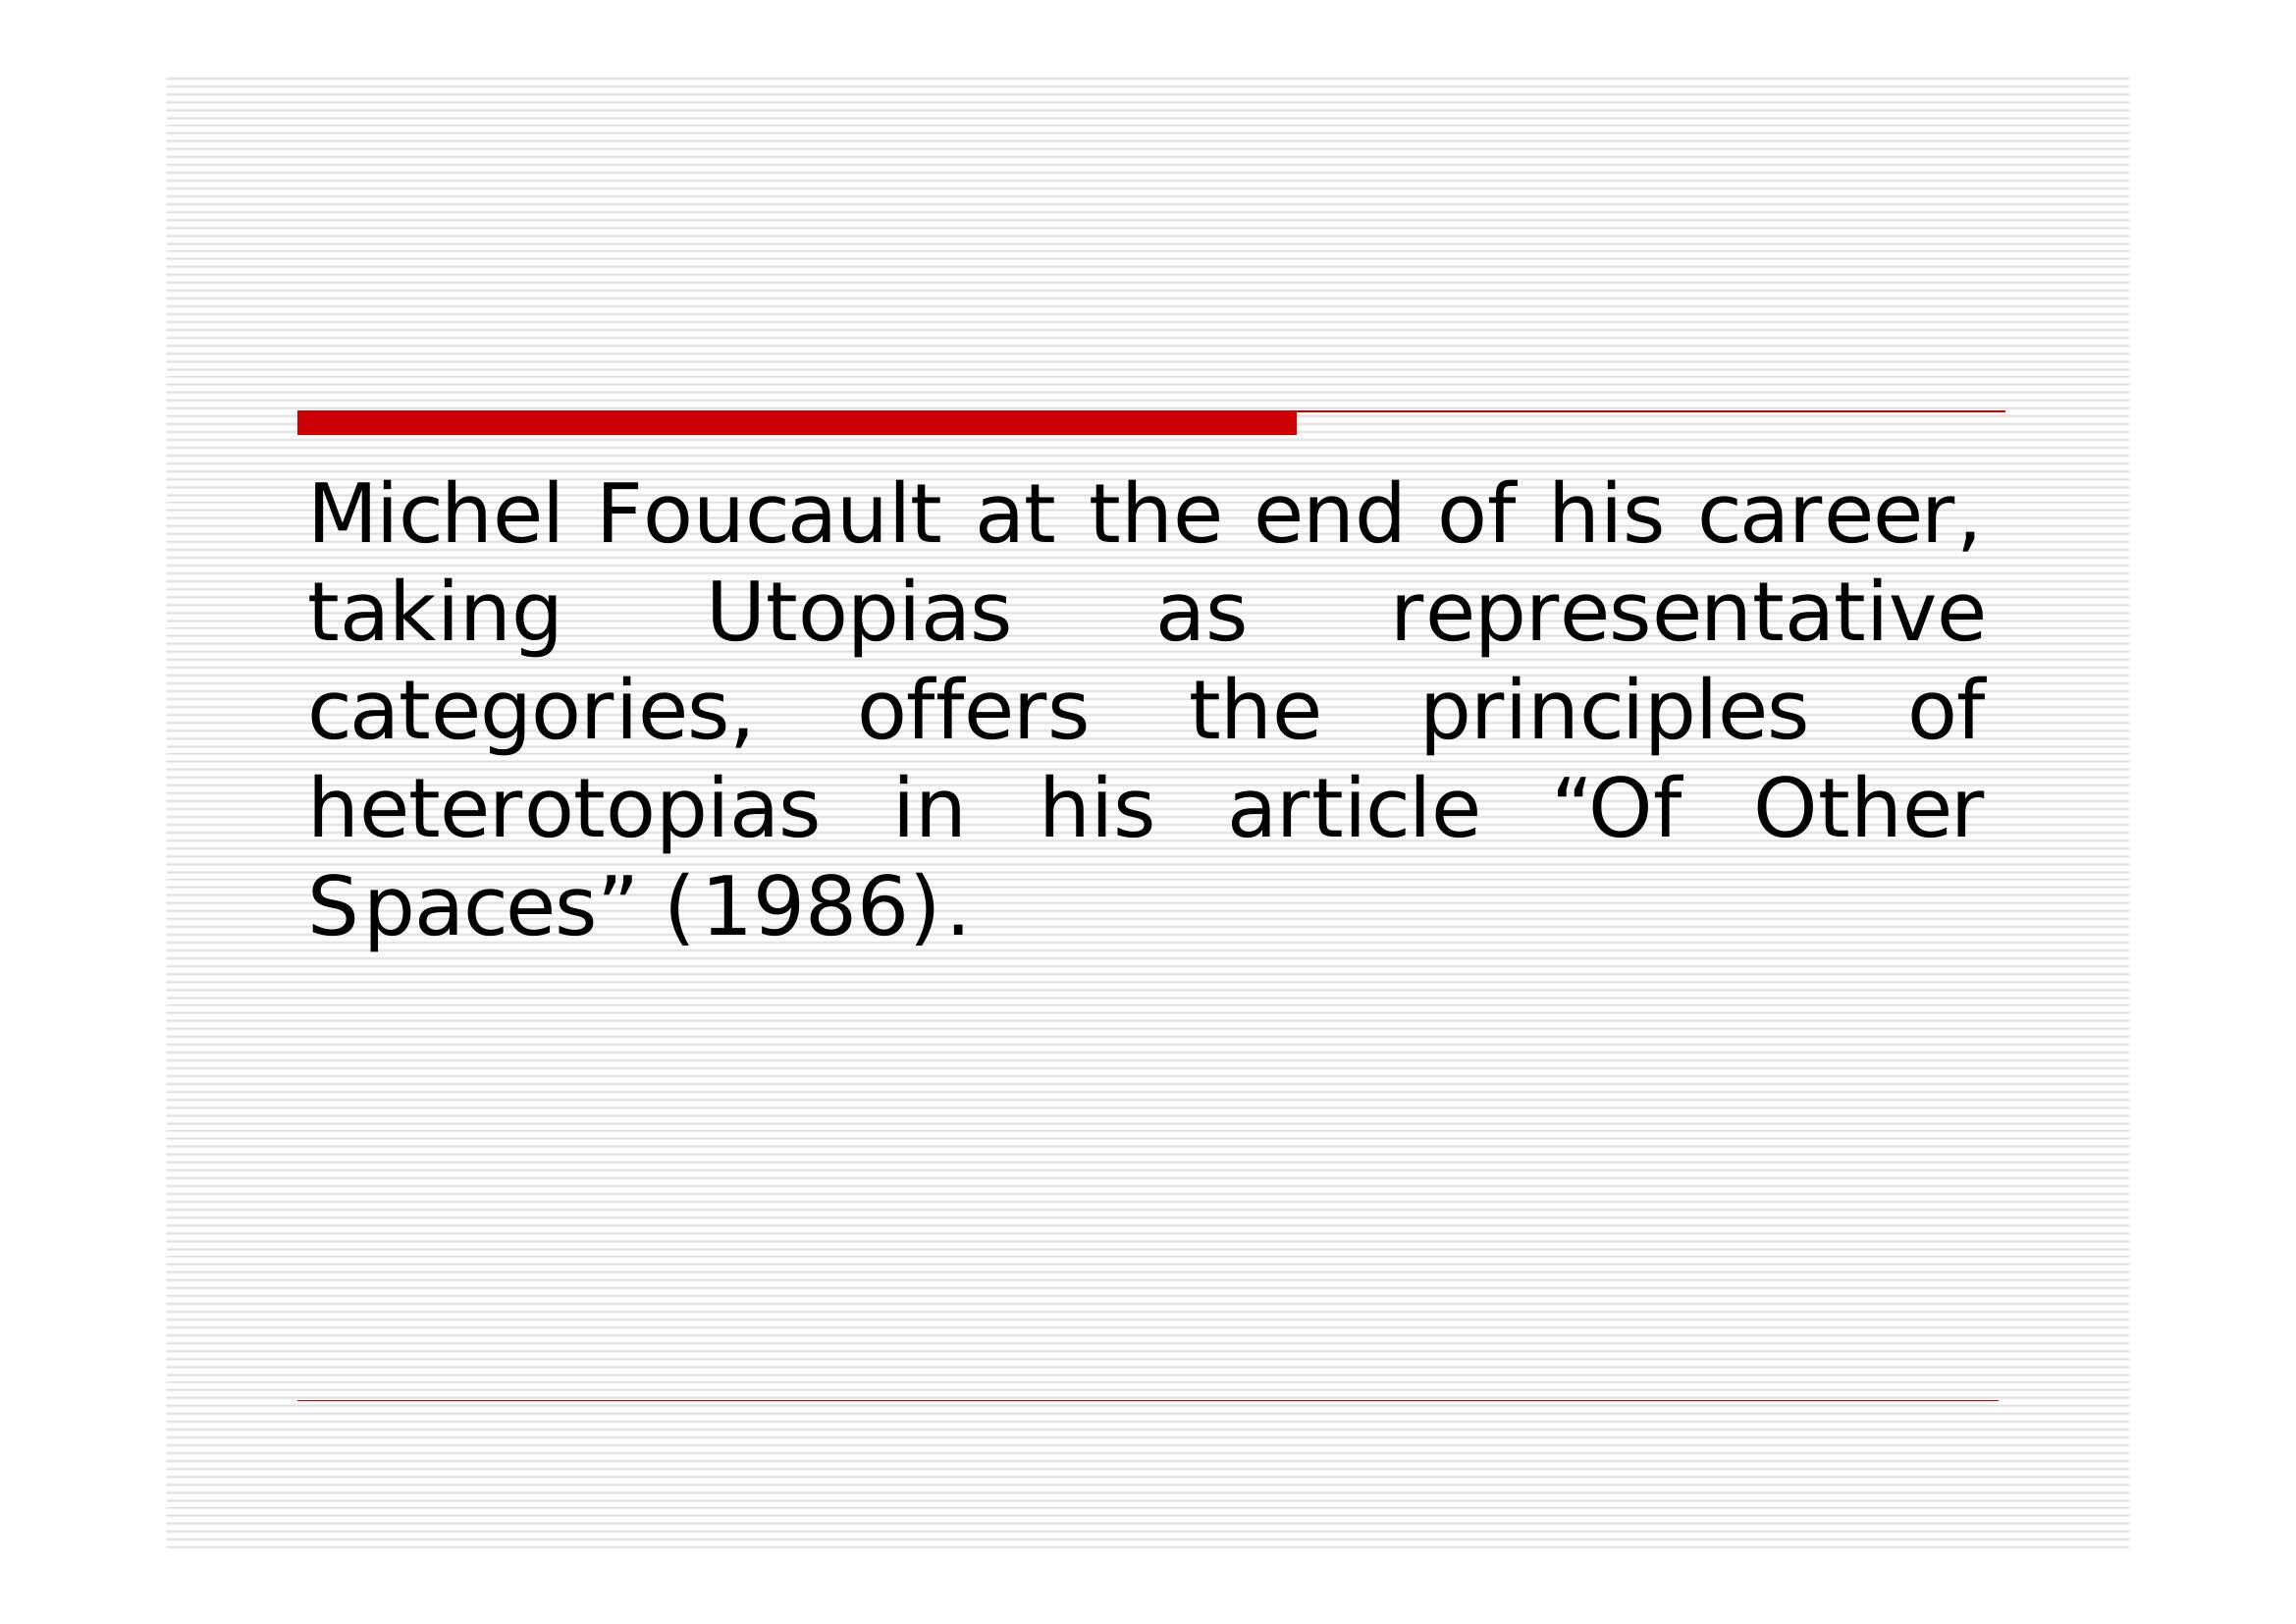 Michel Foucault at the end of his career,
taking Utopias as representative
categories, offers the principles of
heterotopias in his article “Of Other
Spaces” (1986).